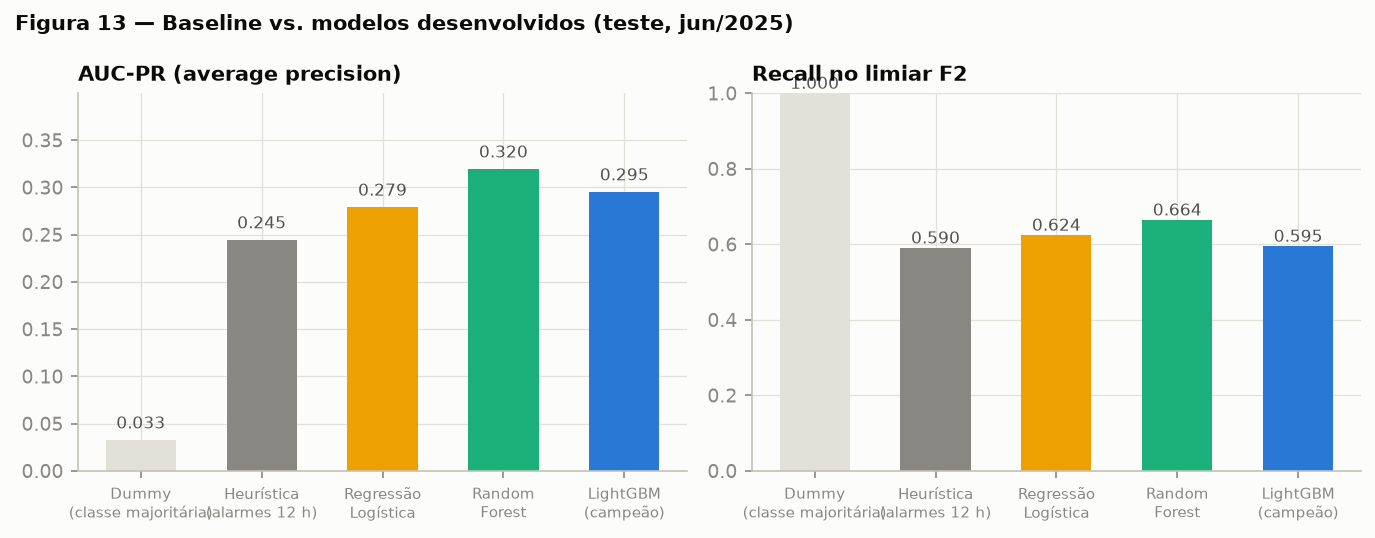 Figura 13 — Baseline vs. modelos desenvolvidos (teste, jun/2025)
AUC-PR (average precision)
0.35
0.30
0.25
0.20
0.15
0.10
0.05
0.00
0.033
0.245
0.279
0.320
0.295
Dummy
(classe majoritária)
Heurística
(alarmes 12 h)
Regressão
Logística
Random
Forest
LightGBM
(campeão)
Recall no limiar F2
1.0
0.8
0.6
0.4
0.2
0.0
1.000
0.590
0.624
0.664
0.595
Dummy
(classe majoritária)
Heurística
(alarmes 12 h)
Regressão
Logística
Random
Forest
LightGBM
(campeão)